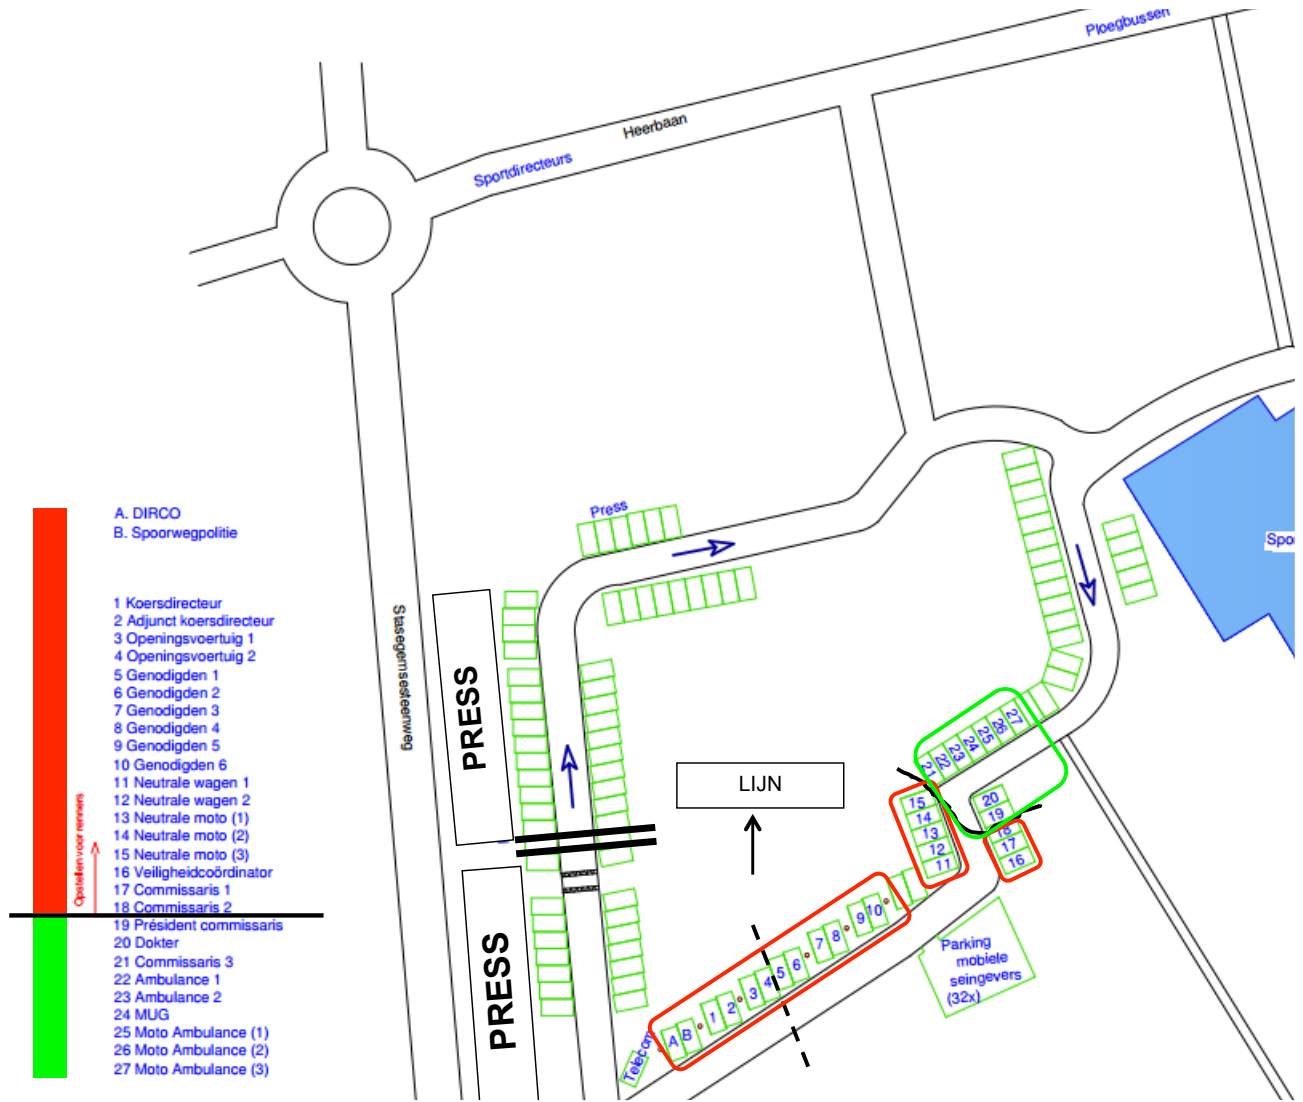 Ploegbussen
Heerbaan
Sportdirecteurs
Press
A. DIRCO
B. Spoorwegpolitie
Spo
1 Koersdirecteur
2 Adjunct koersdirecteur
3 Openingsvoertuig 1
4 Openingsvoertuig 2
5 Genodigden 1
6 Genodigden 2
7 Genodigden 3
8 Genodigden 4
9 Genodigden 5
10 Genodigden 6
11 Neutrale wagen 1
12 Neutrale wagen 2
13 Neutrale moto (1)
14 Neutrale moto (2)
15 Neutrale moto (3)
16 Veiligheidcoördinator
17 Commissaris 1
18 Commissaris 2
19 Président commissaris
20 Dokter
21 Commissaris 3
22 Ambulance 1
23 Ambulance 2
24 MUG
25 Moto Ambulance (1)
26 Moto Ambulance (2)
27 Moto Ambulance (3)
Opstellen voor renners
Stasegemsesteenweg
PRESS
PRESS
LIJN
21 22 23 24 25 26 27
20
19
18
17
16
15
14
13
12
11
Telecom
A B 1 2 3 4 5 6 7 8 9 10
Parking
mobiele
seingevers
(32x)